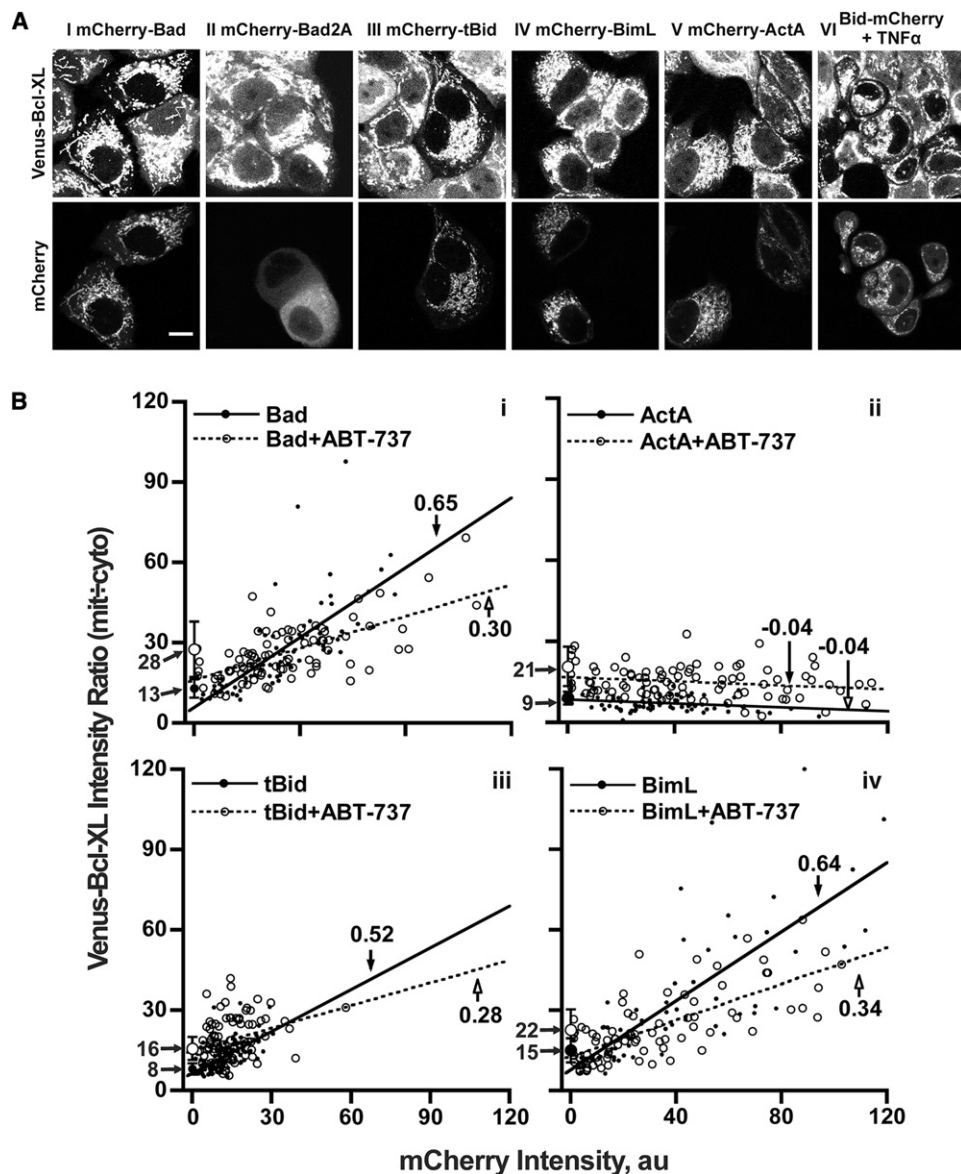 A
I mCherry-Bad II mCherry-Bad2A III mCherry-tBid IV mCherry-BimL V mCherry-ActA VI Bid-mCherry + TNFα
Venus-Bcl-XL
mCherry
B
Venus-Bcl-XL Intensity Ratio (mit÷cyto)
120
90
60
30
0
28
13
Bad
Bad+ABT-737
i
0.65
0.30
ActA
ActA+ABT-737
ii
21
9
-0.04
-0.04
120
90
60
30
0
16
8
tBid
tBid+ABT-737
iii
0.52
0.28
0 30 60 90 120
BimL
BimL+ABT-737
iv
22
15
0.64
0.34
0 40 80 120
mCherry Intensity, au